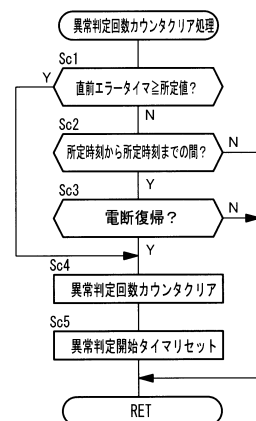 異常判定回数カウンタクリア処理
Sc1
Y
直前エラータイマ≧所定値?
N
Sc2
所定時刻から所定時刻までの間?
N
Y
Sc3
電断復帰?
N
Y
Sc4
異常判定回数カウンタクリア
Sc5
異常判定開始タイマリセット
RET